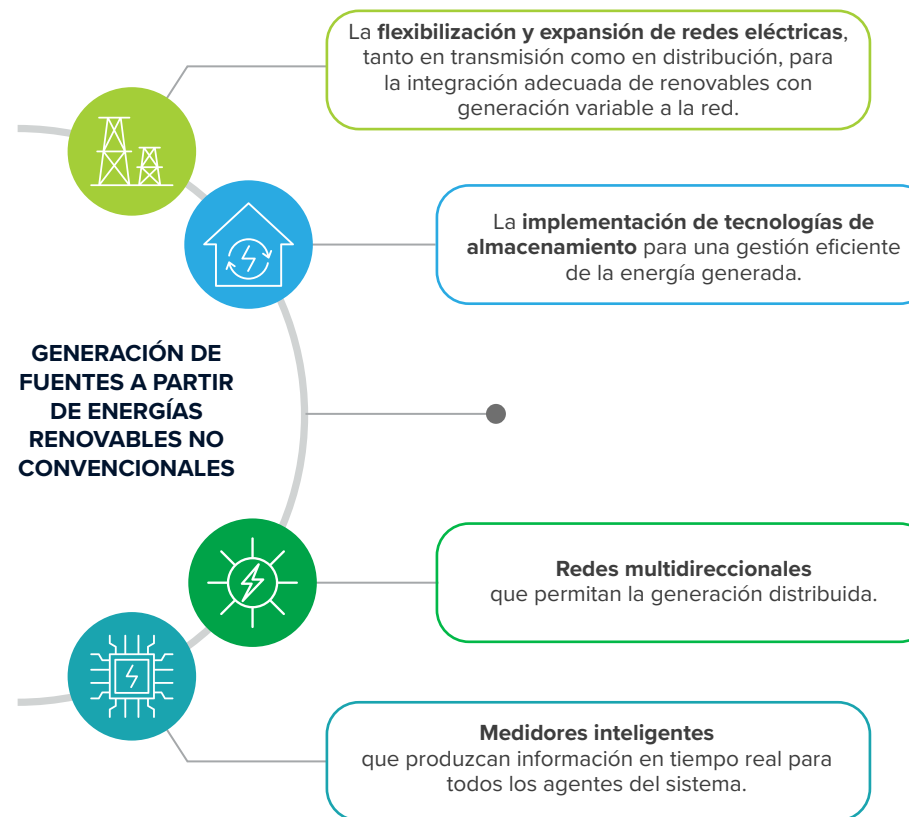 La flexibilización y expansión de redes eléctricas,
tanto en transmisión como en distribución, para
la integración adecuada de renovables con
generación variable a la red.
La implementación de tecnologías de
almacenamiento para una gestión eficiente
de la energía generada.
GENERACIÓN DE
FUENTES A PARTIR
DE ENERGÍAS
RENOVABLES NO
CONVENCIONALES
Redes multidireccionales
que permitan la generación distribuida.
Medidores inteligentes
que produzcan información en tiempo real para
todos los agentes del sistema.